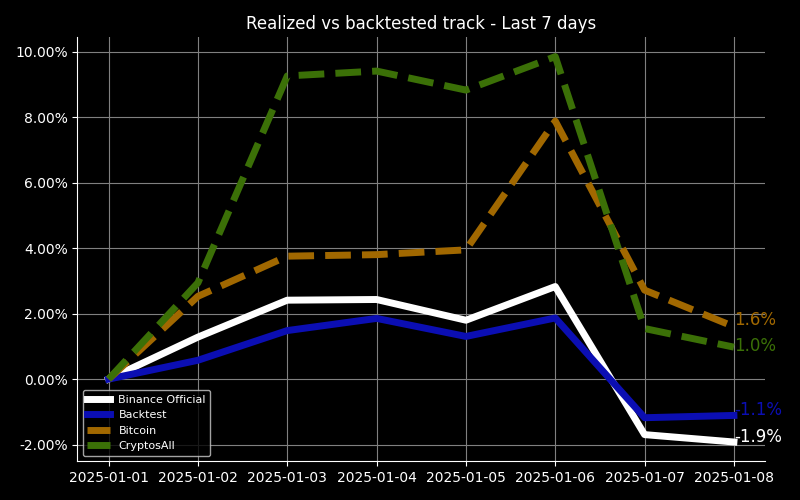 Realized vs backtested track - Last 7 days
10.00%
8.00%
6.00%
4.00%
2.00%
0.00%
-2.00%
1.6%
1.0%
-1.1%
-1.9%
Binance Official
Backtest
Bitcoin
CryptosAll
2025-01-01 2025-01-02 2025-01-03 2025-01-04 2025-01-05 2025-01-06 2025-01-07 2025-01-08